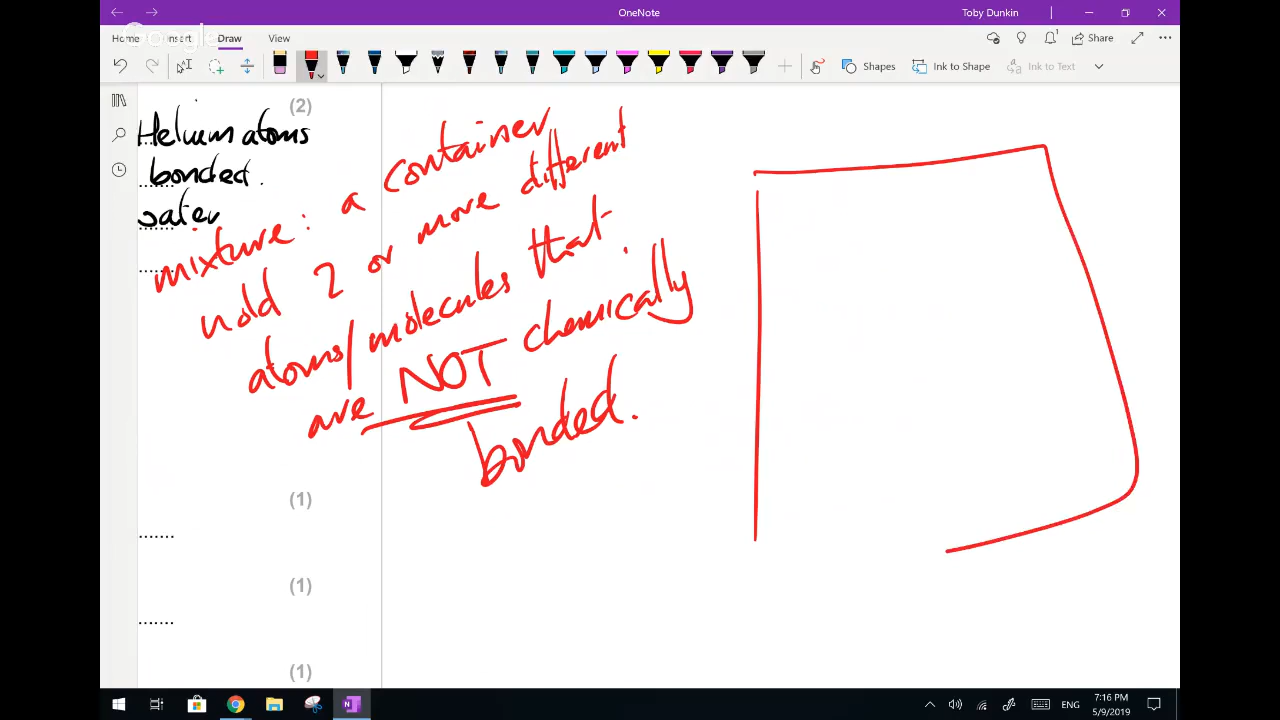 OneNote
Toby Dunkin
Google
Home
Draw
View
Share
Shapes
Ink to Shape
Ink to Text
(2)
Helium atoms
bonded.
water
mixture: a container
hold 2 or more different
atoms/molecules that
are NOT chemically
bonded.
(1)
(1)
(1)
ENG
7:16 PM
5/9/2019